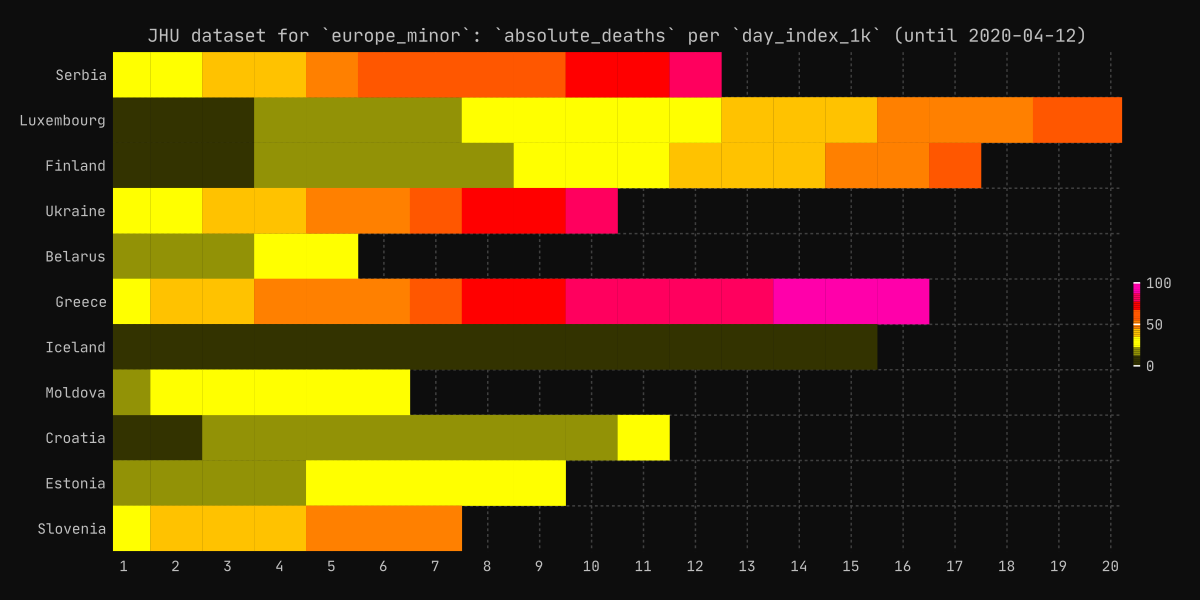 JHU dataset for `europe_minor`: `absolute_deaths` per `day_index_1k` (until 2020-04-12)
Serbia
Luxembourg
Finland
Ukraine
Belarus
Greece
Iceland
Moldova
Croatia
Estonia
Slovenia
100
50
0
1 2 3 4 5 6 7 8 9 10 11 12 13 14 15 16 17 18 19 20